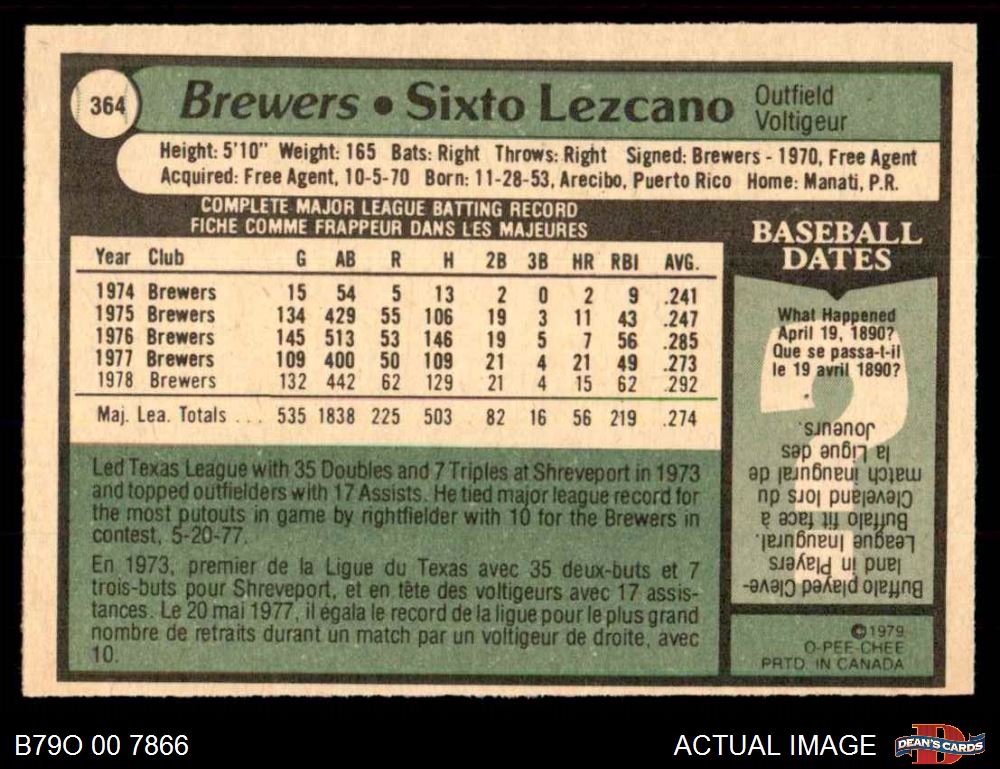 364
Brewers • Sixto Lezcano
Outfield
Voltigeur
Height: 5'10" Weight: 165 Bats: Right Throws: Right Signed: Brewers - 1970, Free Agent
Acquired: Free Agent, 10-5-70 Born: 11-28-53, Arecibo, Puerto Rico Home: Manati, P.R.
COMPLETE MAJOR LEAGUE BATTING RECORD
FICHE COMME FRAPPEUR DANS LES MAJEURES
Year Club G AB R H 2B 3B HR RBI AVG.
1974 Brewers 15 54 5 13 2 0 2 9 .241
1975 Brewers 134 429 55 106 19 3 11 43 .247
1976 Brewers 145 513 53 146 19 5 7 56 .285
1977 Brewers 109 400 50 109 21 4 21 49 .273
1978 Brewers 132 442 62 129 21 4 15 62 .292
Maj. Lea. Totals ... 535 1838 225 503 82 16 56 219 .274
Led Texas League with 35 Doubles and 7 Triples at Shreveport in 1973
and topped outfielders with 17 Assists. He tied major league record for
the most putouts in game by rightfielder with 10 for the Brewers in
contest, 5-20-77.
En 1973, premier de la Ligue du Texas avec 35 deux-buts et 7
trois-buts pour Shreveport, et en tête des voltigeurs avec 17 assis-
tances. Le 20 mai 1977, il égala le record de la ligue pour le plus grand
nombre de retraits durant un match par un voltigeur de droite, avec
10.
BASEBALL
DATES
What Happened
April 19, 1890?
Que se passa-t-il
le 19 avril 1890?
Buffalo played Cleve-
land in Players
League Inaugural.
Buffalo fit face à
Cleveland lors du
match inaugural de
la Ligue des
Joueurs.
©1979
O-PEE-CHEE
PRTD. IN CANADA
B79O 00 7866
ACTUAL IMAGE
D
DEAN'S CARDS